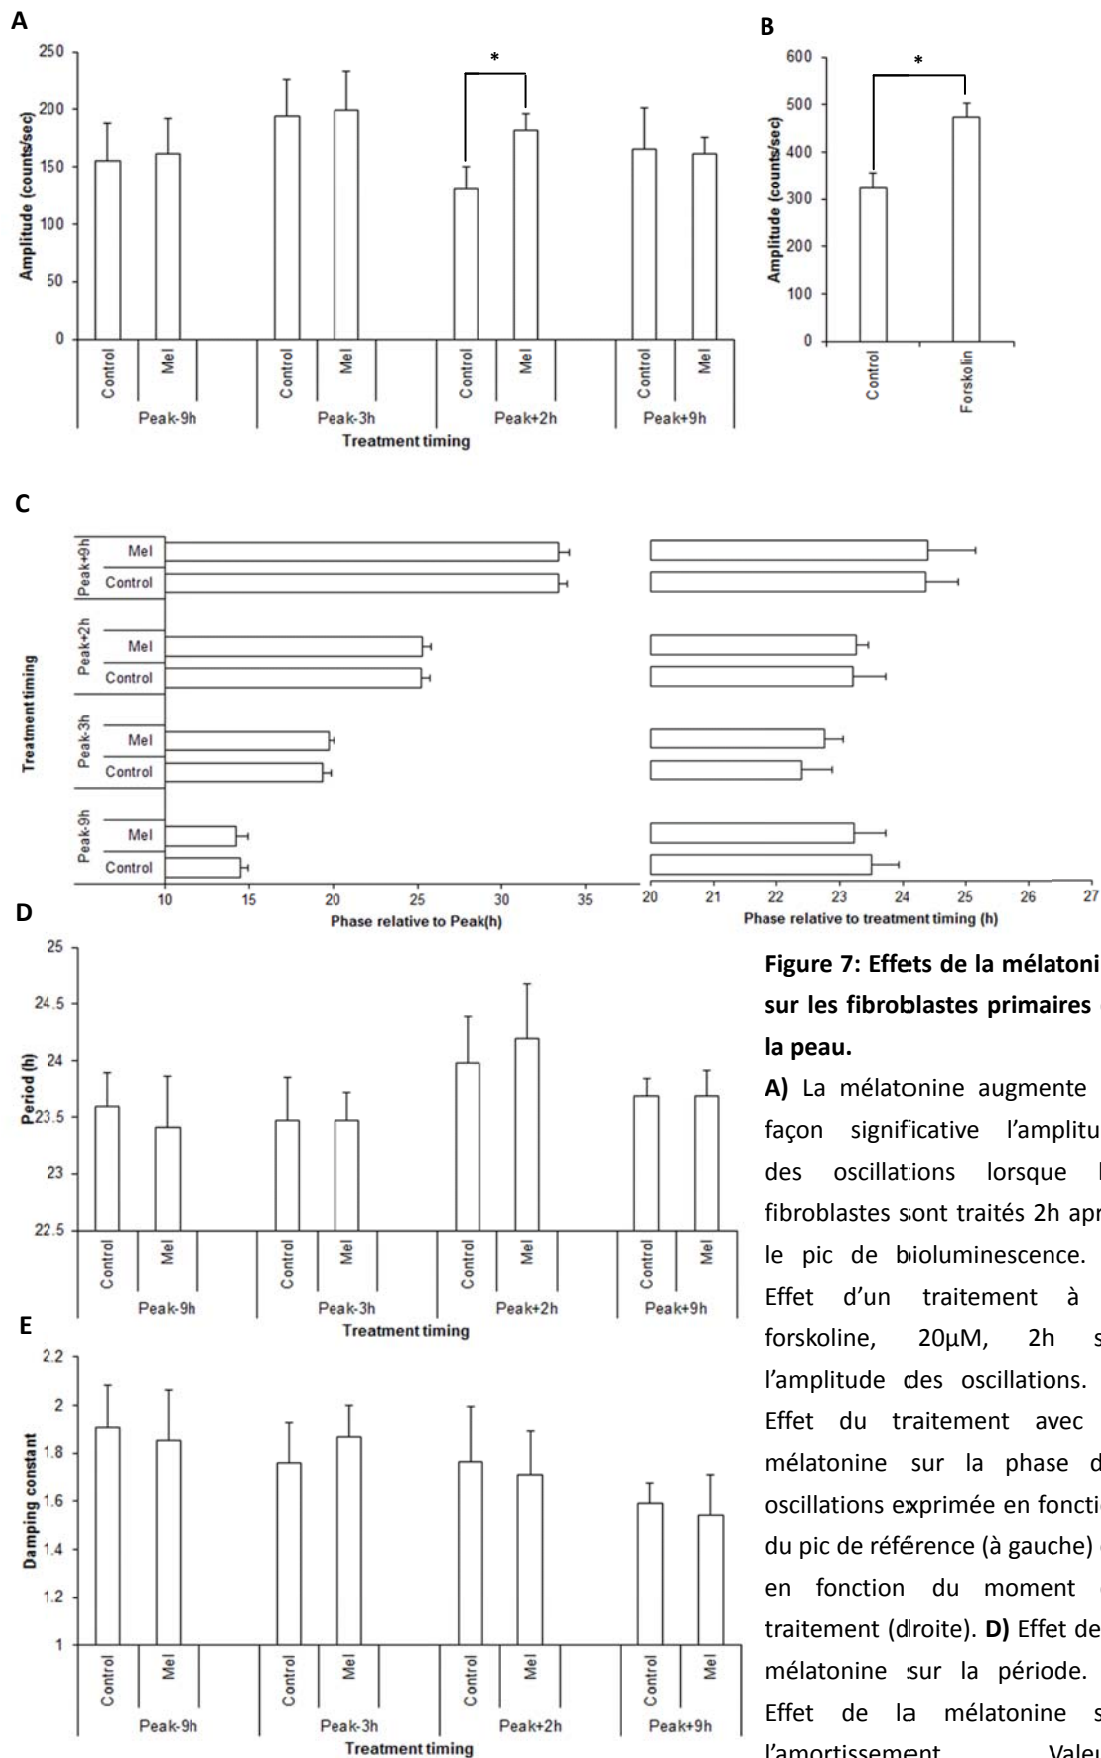 A
250
200
150
100
50
0
Amplitude (counts/sec)
*
Control
Mel
Control
Mel
Control
Mel
Control
Mel
Peak-9h
Peak-3h
Peak+2h
Peak+9h
Treatment timing
B
600
500
400
300
200
100
0
Amplitude (counts/sec)
*
Control
Forskolin
C
Treatment timing
Peak+9h
Mel
Control
Peak+2h
Mel
Control
Peak-3h
Mel
Control
Peak-9h
Mel
Control
10 15 20 25 30 35
Phase relative to Peak(h)
20 21 22 23 24 25 26 27
Phase relative to treatment timing (h)
D
25
24.5
24
23.5
23
22.5
Period (h)
Control
Mel
Control
Mel
Control
Mel
Control
Mel
Peak-9h
Peak-3h
Peak+2h
Peak+9h
Treatment timing
E
2.2
2
1.8
1.6
1.4
1.2
1
Damping constant
Control
Mel
Control
Mel
Control
Mel
Control
Mel
Peak-9h
Peak-3h
Peak+2h
Peak+9h
Treatment timing
Figure 7: Effets de la
sur les fibroblastes primaires
la peau.
A) La mélatonine augmente
façon significative
des oscillations lorsque
fibroblastes sont traités 2h
le pic de bioluminescence.
Effet d'un traitement à
forskoline, 20µM, 2h
l'amplitude des oscillations.
Effet du traitement avec
mélatonine sur la phase
oscillations exprimée en
du pic de référence (à gauche)
en fonction du moment
traitement (droite). D) Effet de
mélatonine sur la période.
Effet de la mélatonine
l'amortissement.